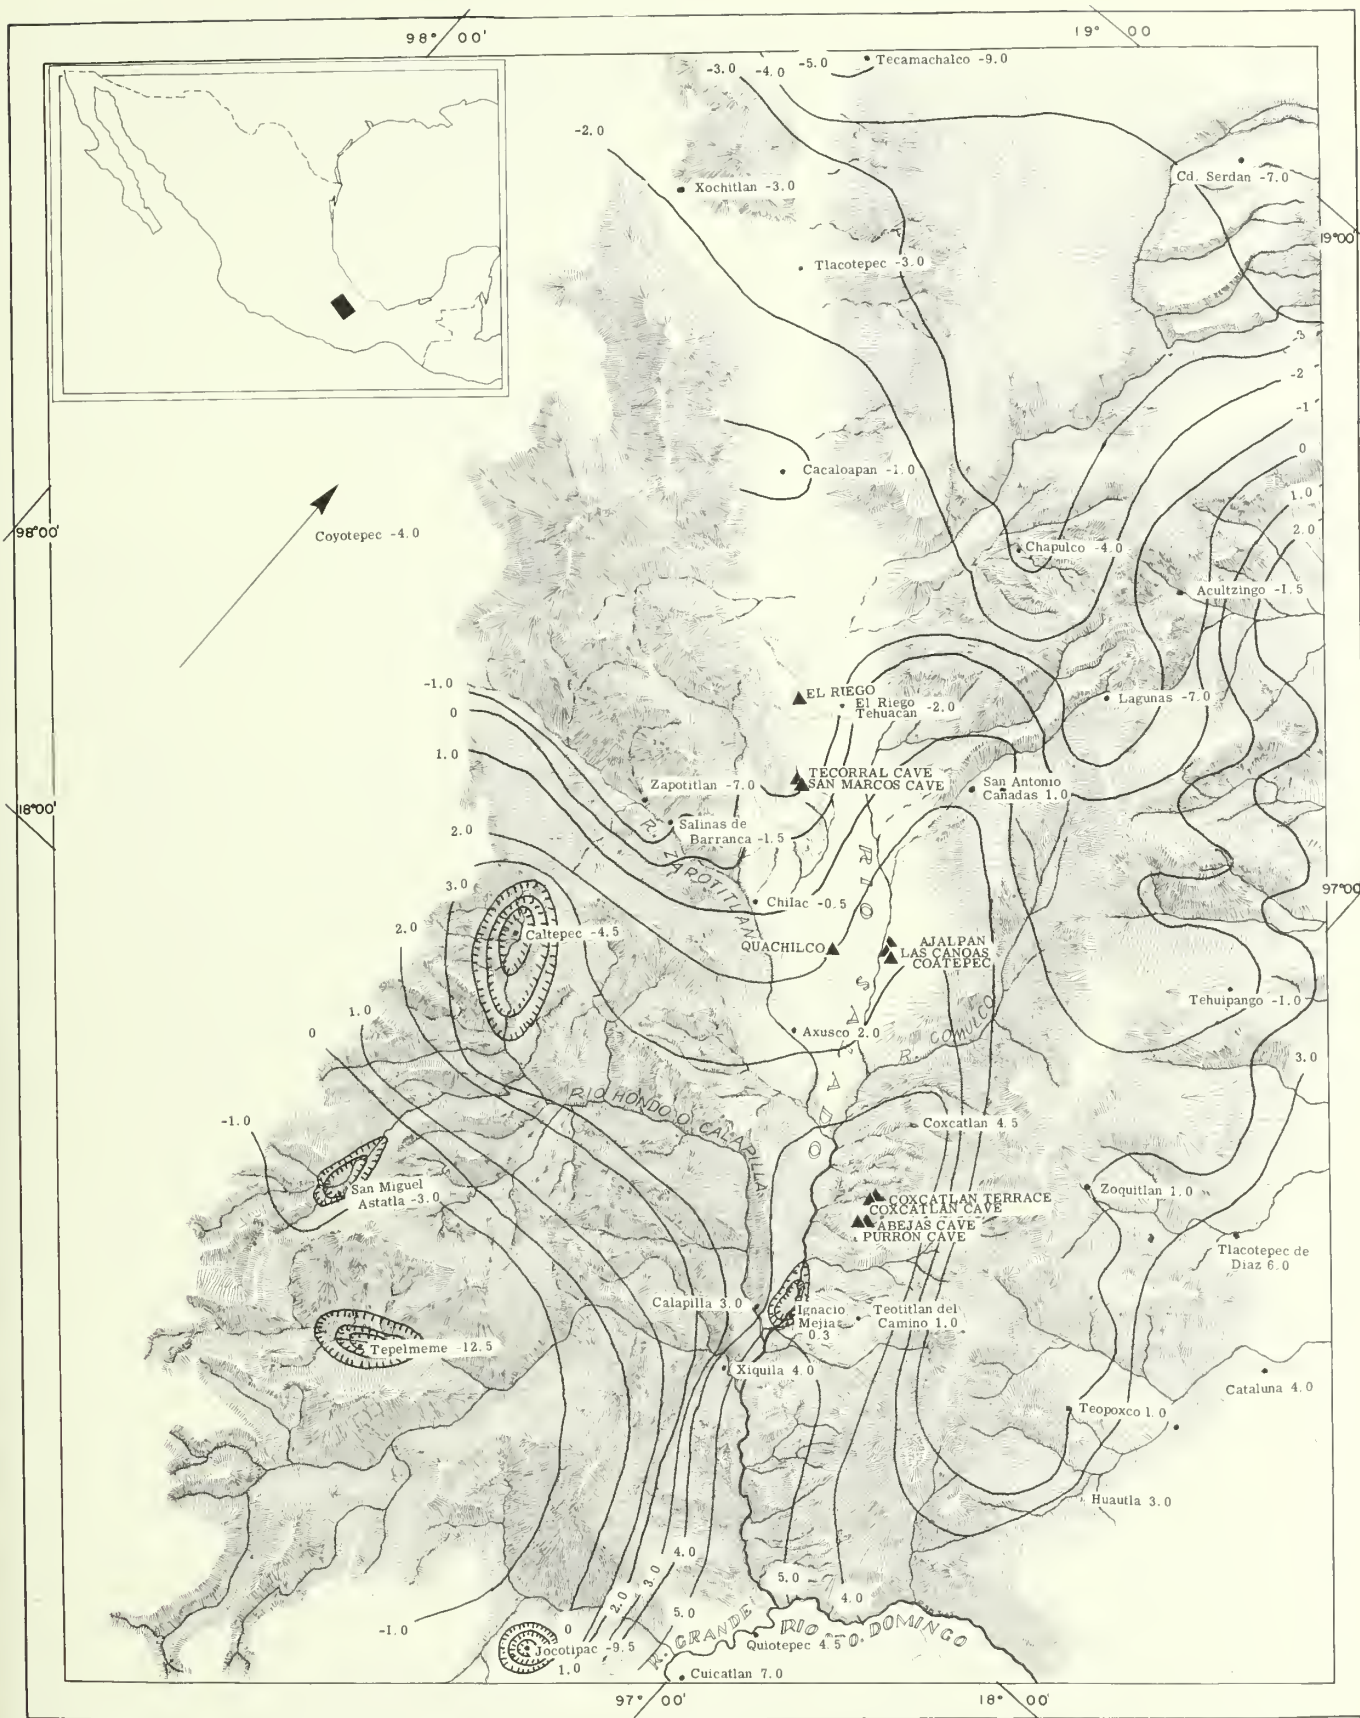 98° 00'
19° 00
-3.0
-4.0
-5.0
Tecamachalco -9.0
-2.0
Xochitlan -3.0
Cd. Serdan -7.0
19°00
Tlacotepec -3.0
-3
-2
-1
0
1.0
2.0
Cacaloapan -1.0
98°00'
Coyotepec -4.0
Chapulco -4.0
Acultzingo -1.5
-1.0
0
1.0
EL RIEGO
El Riego
Tehuacan -2.0
Lagunas -7.0
TECORRAL CAVE
SAN MARCOS CAVE
Zapotitlan -7.0
San Antonio
Cañadas 1.0
18°00'
2.0
Salinas de
Barranca -1.5
R. ZAPOTITLAN
RIO SALADO
3.0
97°00
Chilac -0.5
2.0
Caltepec -4.5
QUACHILCO
AJALPAN
LAS CANOAS
COATEPEC
Tehuipango -1.0
1.0
0
Axusco 2.0
R. COMULCO
3.0
RIO HONDO O CALAPILLA
-1.0
Coxcatlan 4.5
San Miguel
Astatla -3.0
COXCATLAN TERRACE
COXCATLAN CAVE
ABEJAS CAVE
PURRON CAVE
Zoquitlan 1.0
Tlacotepec de
Diaz 6.0
Calapilla 3.0
Ignacio
Mejia
0.3
Teotitlan del
Camino 1.0
Tepelmeme -12.5
Xiquila 4.0
Cataluna 4.0
Teopoxco 1.0
Huautla 3.0
4.0
3.0
2.0
5.0
4.0
5.0
0
-1.0
Jocotipac -9.5
1.0
R. GRANDE
RIO STO. DOMINGO
Quiotepec 4.5
Cuicatlan 7.0
97° 00'
18° 00'